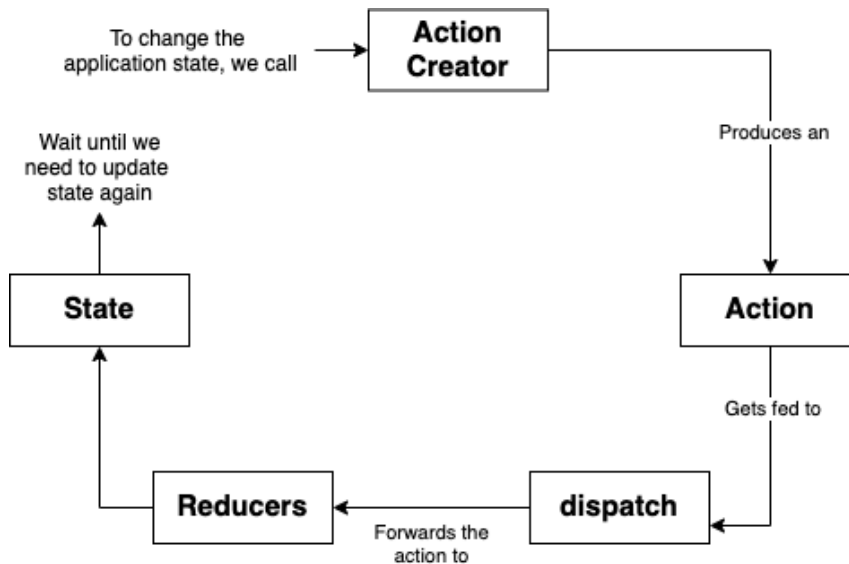 To change the
application state, we call
Action
Creator
Produces an
Wait until we
need to update
state again
State
Action
Gets fed to
Reducers
dispatch
Forwards the
action to